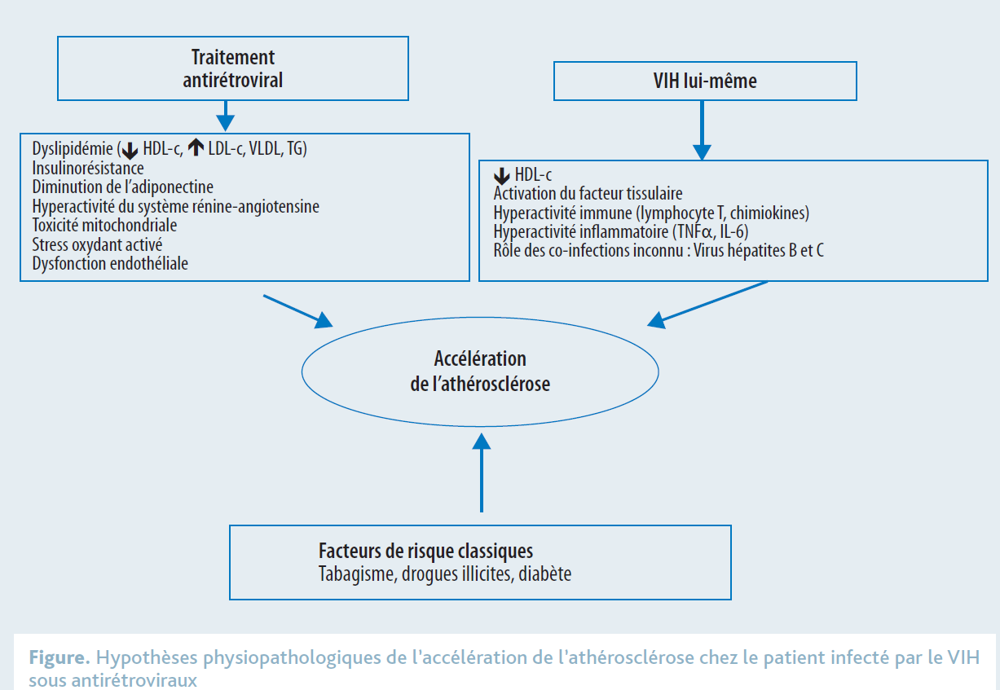 Traitement
antirétroviral
VIH lui-même
Dyslipidémie (🡇 HDL-c, 🡅 LDL-c, VLDL, TG)
Insulinorésistance
Diminution de l’adiponectine
Hyperactivité du système rénine-angiotensine
Toxicité mitochondriale
Stress oxydant activé
Dysfonction endothéliale
🡇 HDL-c
Activation du facteur tissulaire
Hyperactivité immune (lymphocyte T, chimiokines)
Hyperactivité inflammatoire (TNFα, IL-6)
Rôle des co-infections inconnu : Virus hépatites B et C
Accélération
de l’athérosclérose
Facteurs de risque classiques
Tabagisme, drogues illicites, diabète
Figure. Hypothèses physiopathologiques de l'accélération de l'athérosclérose chez le patient infecté par le VIH
sous antirétroviraux